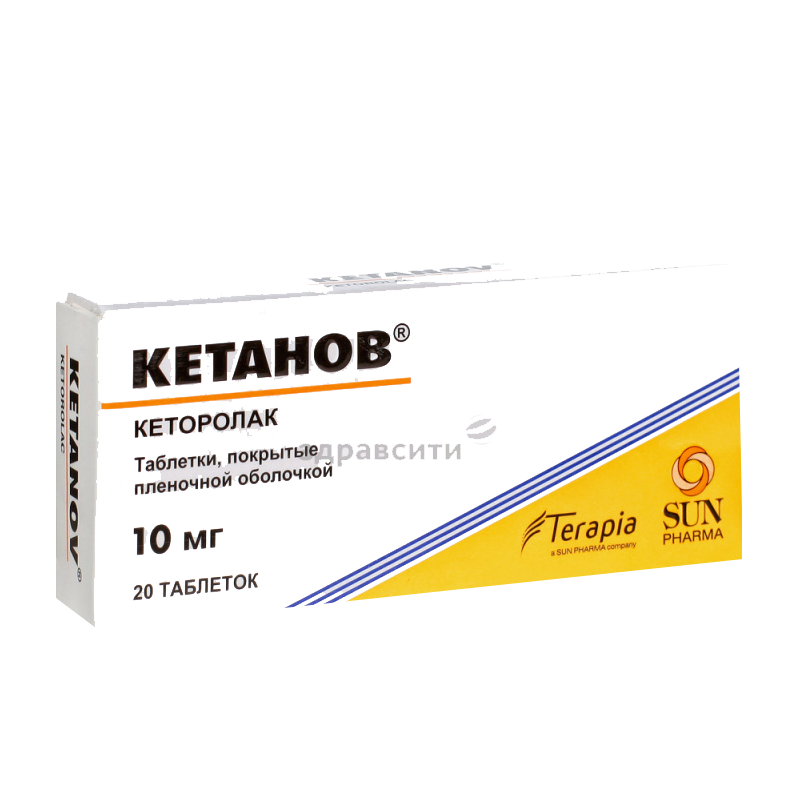 KETANOV
KETOROLAC
КЕТАНОВ®
КЕТОРОЛАК
Таблетки, покрытые
пленочной оболочкой
здравсити
10 мг
20 ТАБЛЕТОК
Terapia
a SUN PHARMA company
SUN
PHARMA
KETANOV®
KETOROLAC